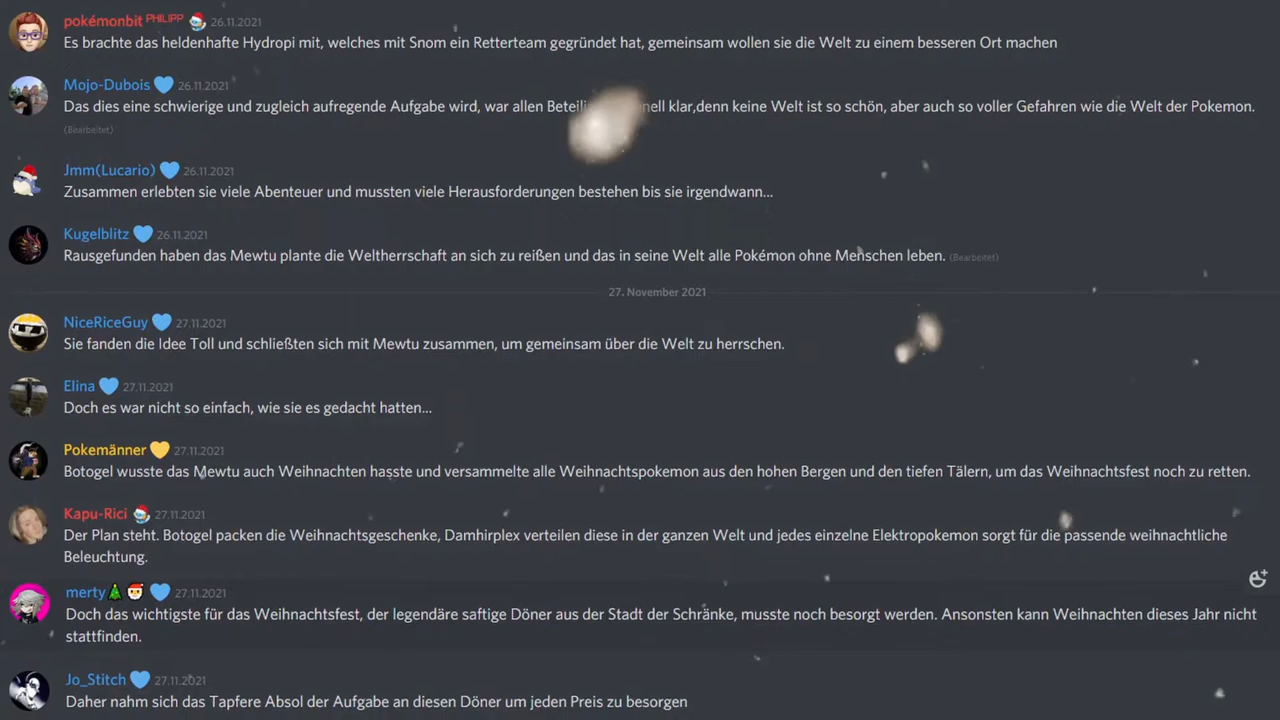 pokémonbit ᴾᴴᴵᴸᴵᴾᴾ 26.11.2021
Es brachte das heldenhafte Hydropi mit, welches mit Snom ein Retterteam gegründet hat, gemeinsam wollen sie die Welt zu einem besseren Ort machen
Mojo-Dubois 💙 26.11.2021
Das dies eine schwierige und zugleich aufregende Aufgabe wird, war allen klar,denn keine Welt ist so schön, aber auch so voller Gefahren wie die Welt der Pokemon.
(Bearbeitet)
Jmm(Lucario) 💙 26.11.2021
Zusammen erlebten sie viele Abenteuer und mussten viele Herausforderungen bestehen bis sie irgendwann...
Kugelblitz 💙 26.11.2021
Rausgefunden haben das Mewtu plante die Weltherrschaft an sich zu reißen und das in seine Welt alle Pokémon ohne Menschen leben. (Bearbeitet)
27. November 2021
NiceRiceGuy 💙 27.11.2021
Sie fanden die Idee Toll und schließten sich mit Mewtu zusammen, um gemeinsam über die Welt zu herrschen.
Elina 💙 27.11.2021
Doch es war nicht so einfach, wie sie es gedacht hatten...
Pokemänner 💛 27.11.2021
Botogel wusste das Mewtu auch Weihnachten hasste und versammelte alle Weihnachtspokemon aus den hohen Bergen und den tiefen Tälern, um das Weihnachtsfest noch zu retten.
Kapu-Rici 27.11.2021
Der Plan steht. Botogel packen die Weihnachtsgeschenke, Damhirplex verteilen diese in der ganzen Welt und jedes einzelne Elektropokemon sorgt für die passende weihnachtliche
Beleuchtung.
merty🎄🎅 💙 27.11.2021
Doch das wichtigste für das Weihnachtsfest, der legendäre saftige Döner aus der Stadt der Schränke, musste noch besorgt werden. Ansonsten kann Weihnachten dieses Jahr nicht
stattfinden.
Jo_Stitch 💙 27.11.2021
Daher nahm sich das Tapfere Absol der Aufgabe an diesen Döner um jeden Preis zu besorgen